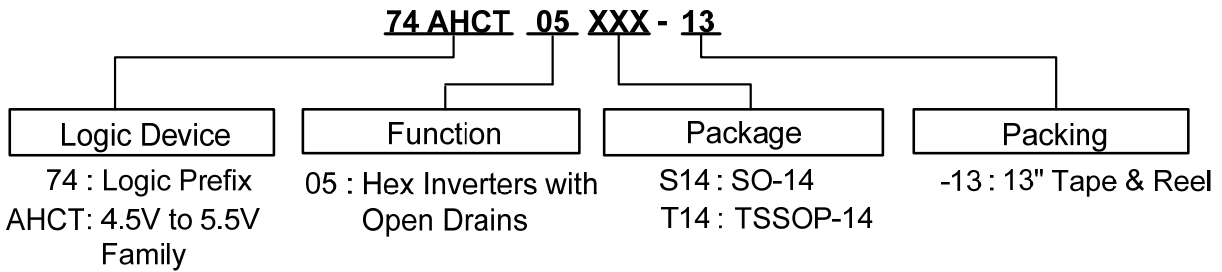 74 AHCT 05 XXX - 13
Logic Device
74 : Logic Prefix
AHCT: 4.5V to 5.5V
Family
Function
05 : Hex Inverters with
Open Drains
Package
S14 : SO-14
T14 : TSSOP-14
Packing
-13 : 13" Tape & Reel